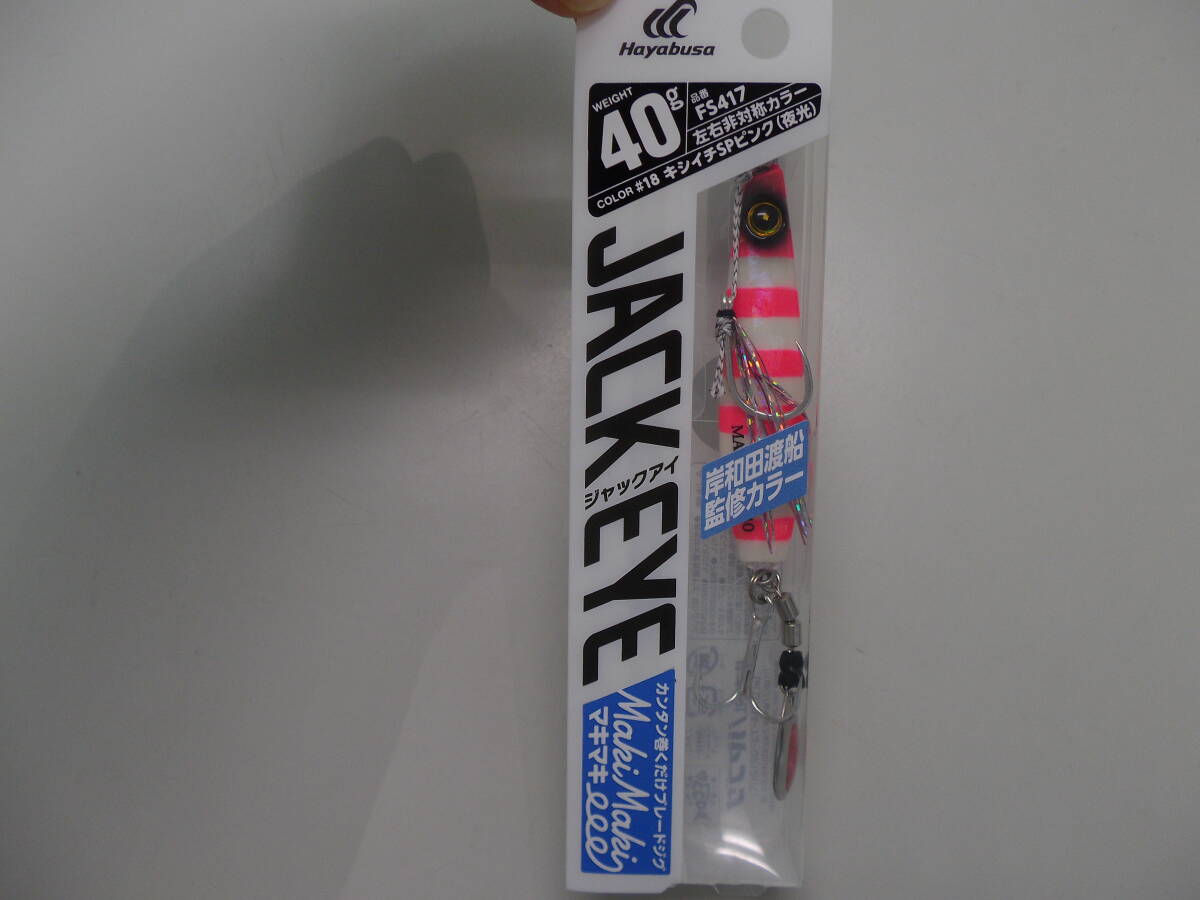 Hayabusa
WEIGHT
40g
品番
FS417
左右非対称カラー
COLOR #18 キシイチSPピンク(夜光)
JACKEYE
ジャックアイ
岸和田渡船
監修カラー
カンタン巻くだけブレードジグ
MakiMaki
マキマキ